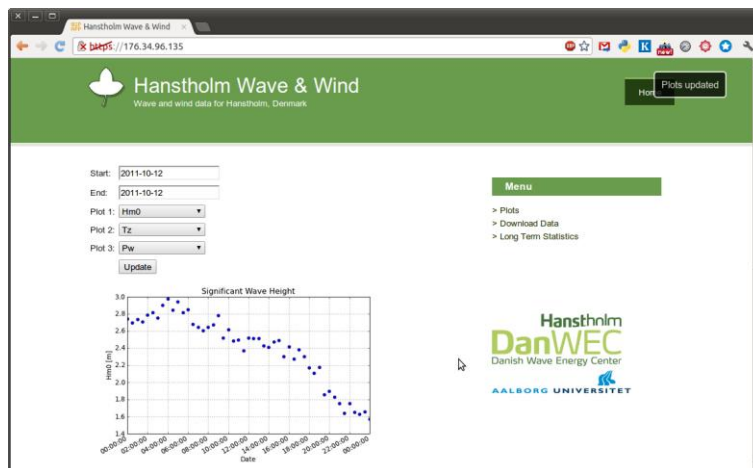 Hanstholm Wave & Wind
https://176.34.96.135
Hanstholm Wave & Wind
Wave and wind data for Hanstholm, Denmark
Home
Plots updated
Start: 2011-10-12
End: 2011-10-12
Plot 1: Hm0
Plot 2: Tz
Plot 3: Pw
Update
Menu
> Plots
> Download Data
> Long Term Statistics
Significant Wave Height
Hm0 [m]
3.0
2.8
2.6
2.4
2.2
2.0
1.8
1.6
1.4
00:00:00 02:00:00 04:00:00 06:00:00 08:00:00 10:00:00 12:00:00 14:00:00 16:00:00 18:00:00 20:00:00 22:00:00 00:00:00
Date
Hanstholm
DanWEC
Danish Wave Energy Center
AALBORG UNIVERSITET